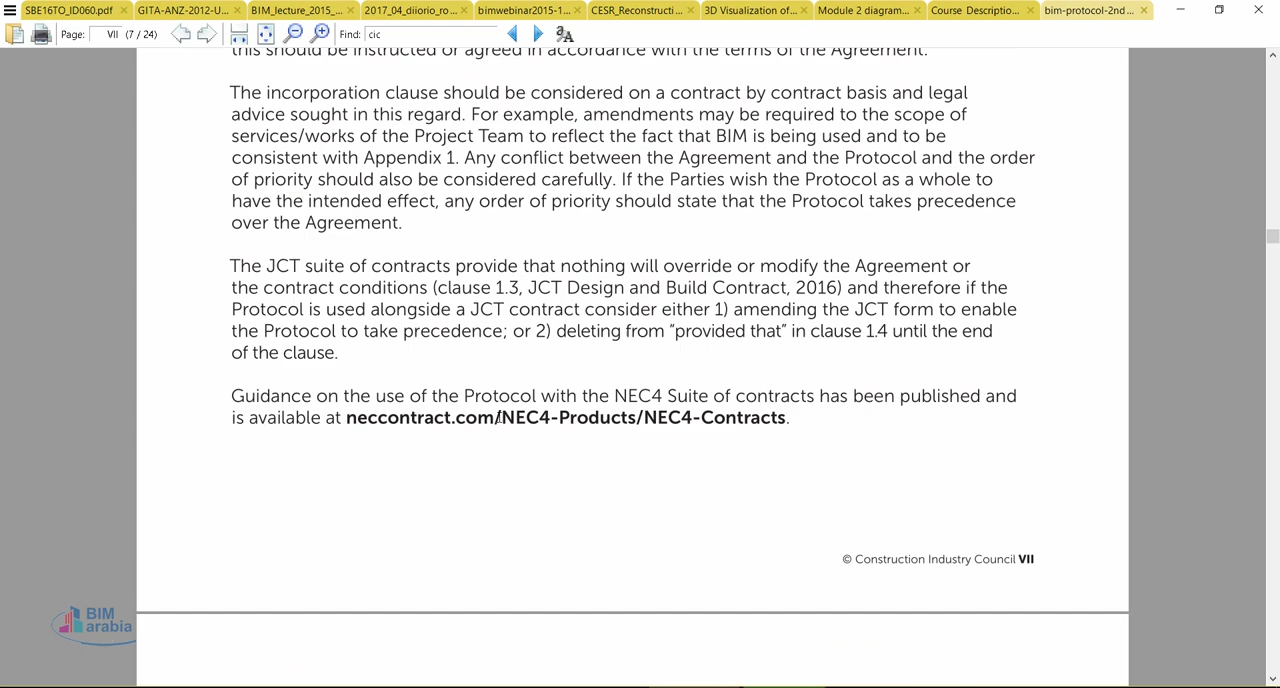 SBE16TO_ID060.pdf
GITA-ANZ-2012-U...
BIM_lecture_2015_...
2017_04_diiorio_ro...
bimwebinar2015-1...
CESR_Reconstructi...
3D Visualization of...
Module 2 diagram...
Course Descriptio...
bim-protocol-2nd...
Page: VII (7 / 24)
Find: cic
this should be instructed or agreed in accordance with the terms of the Agreement.
The incorporation clause should be considered on a contract by contract basis and legal
advice sought in this regard. For example, amendments may be required to the scope of
services/works of the Project Team to reflect the fact that BIM is being used and to be
consistent with Appendix 1. Any conflict between the Agreement and the Protocol and the order
of priority should also be considered carefully. If the Parties wish the Protocol as a whole to
have the intended effect, any order of priority should state that the Protocol takes precedence
over the Agreement.
The JCT suite of contracts provide that nothing will override or modify the Agreement or
the contract conditions (clause 1.3, JCT Design and Build Contract, 2016) and therefore if the
Protocol is used alongside a JCT contract consider either 1) amending the JCT form to enable
the Protocol to take precedence; or 2) deleting from “provided that” in clause 1.4 until the end
of the clause.
Guidance on the use of the Protocol with the NEC4 Suite of contracts has been published and
is available at neccontract.com/NEC4-Products/NEC4-Contracts.
© Construction Industry Council VII
BIM
arabia